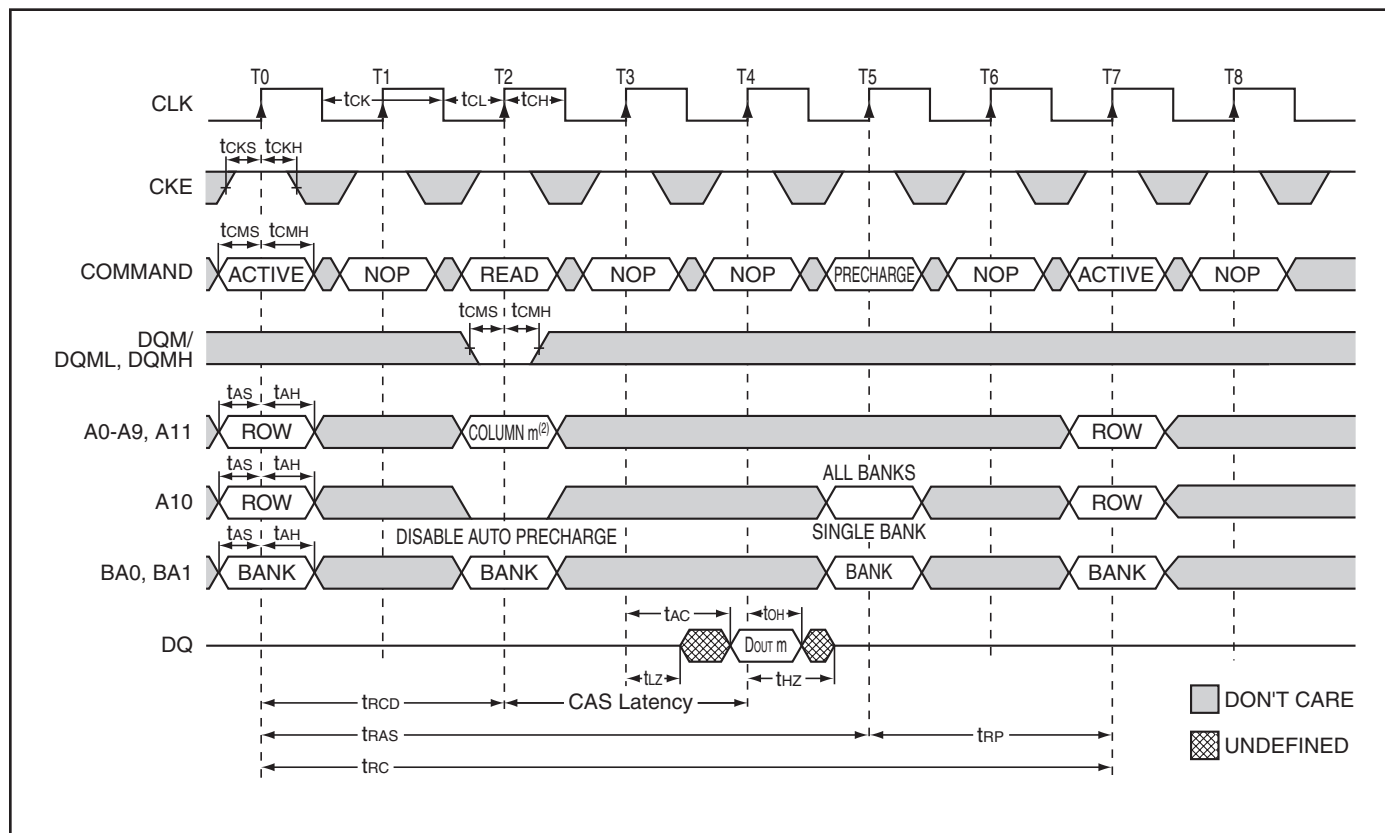 T0 T1 T2 T3 T4 T5 T6 T7 T8
CLK tCK tCL tCH
tCKS tCKH
CKE
tCMS tCMH
COMMAND ACTIVE NOP READ NOP NOP PRECHARGE NOP ACTIVE NOP
tCMS tCMH
DQM/
DQML, DQMH
tAS tAH
A0-A9, A11 ROW COLUMN m(2) ROW
tAS tAH ALL BANKS
A10 ROW ROW
DISABLE AUTO PRECHARGE SINGLE BANK
tAS tAH
BA0, BA1 BANK BANK BANK BANK
tAC tOH
DQ DOUT m
tLZ tHZ
tRCD CAS Latency
DON'T CARE
tRAS tRP
UNDEFINED
tRC